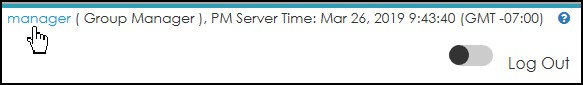 manager ( Group Manager ), PM Server Time: Mar 26, 2019 9:43:40 (GMT -07:00) ?
Log Out